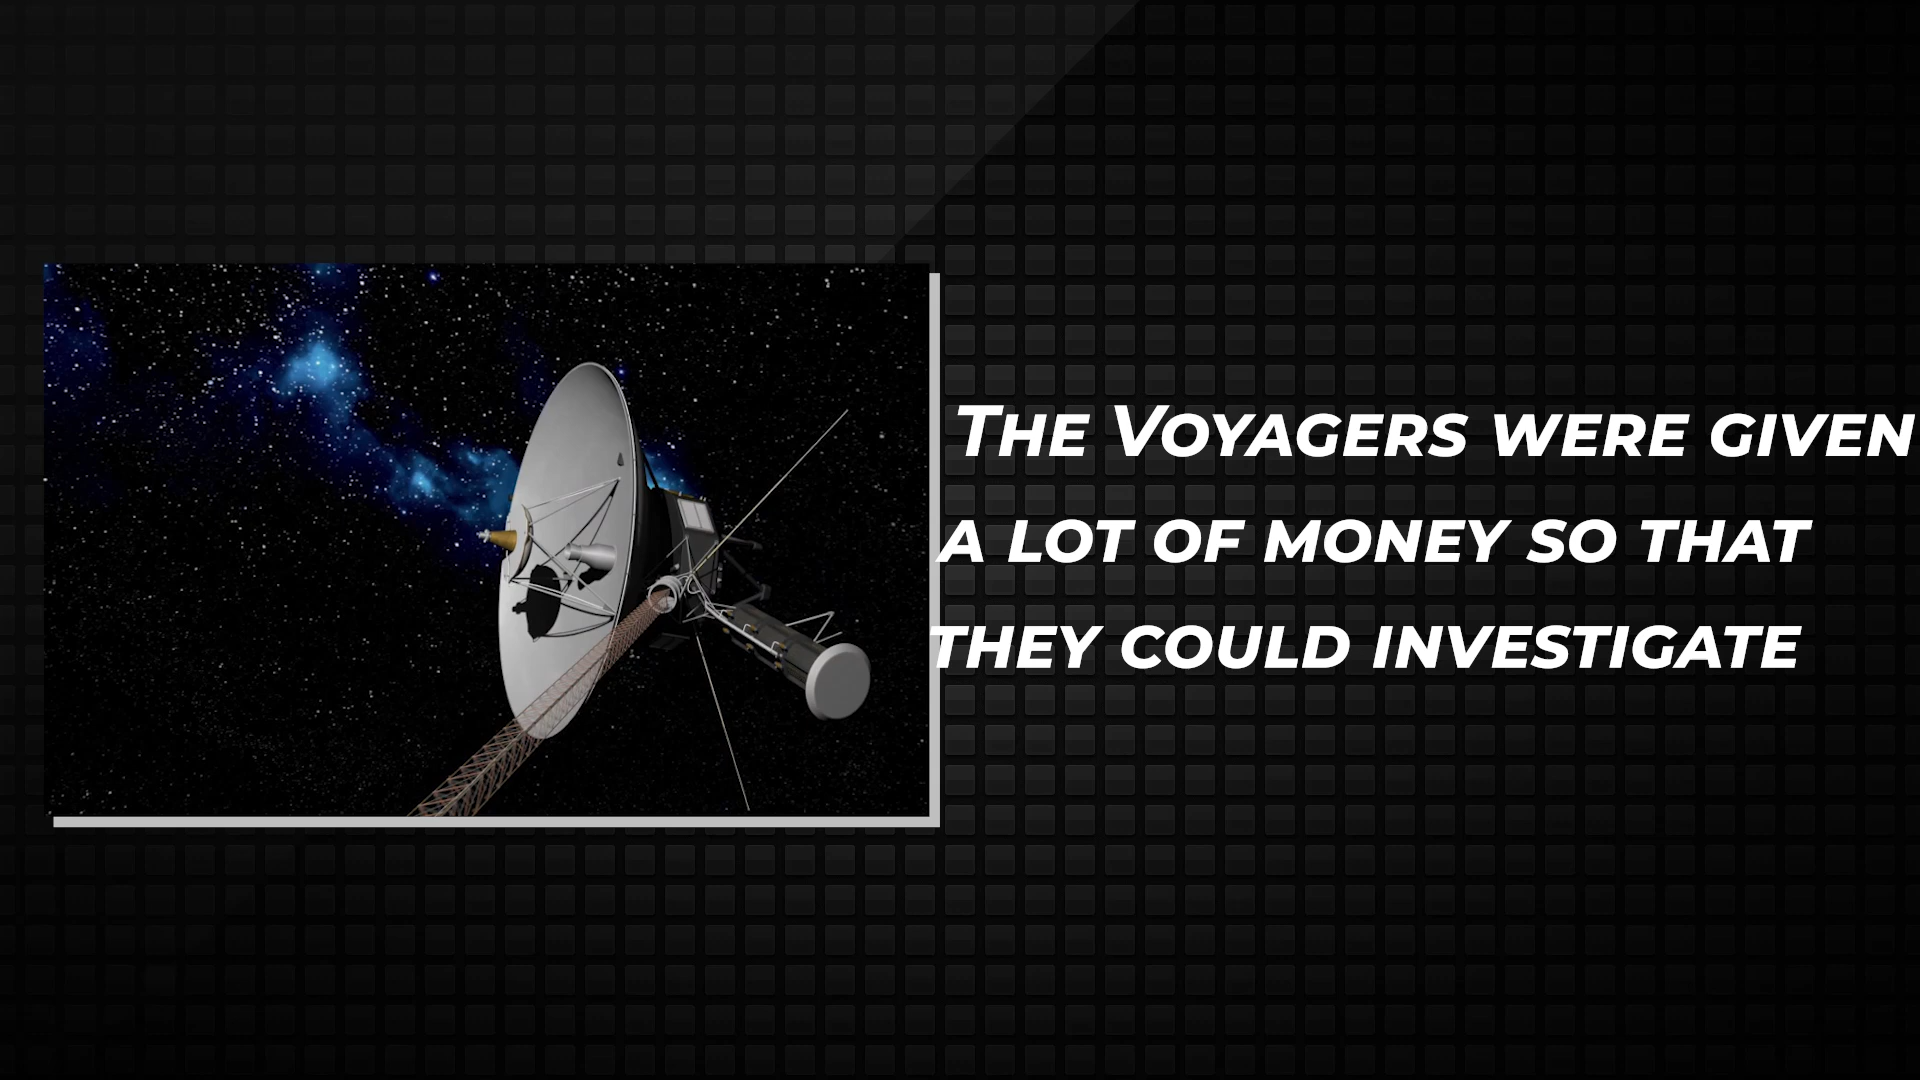 The Voyagers were given
a lot of money so that
they could investigate